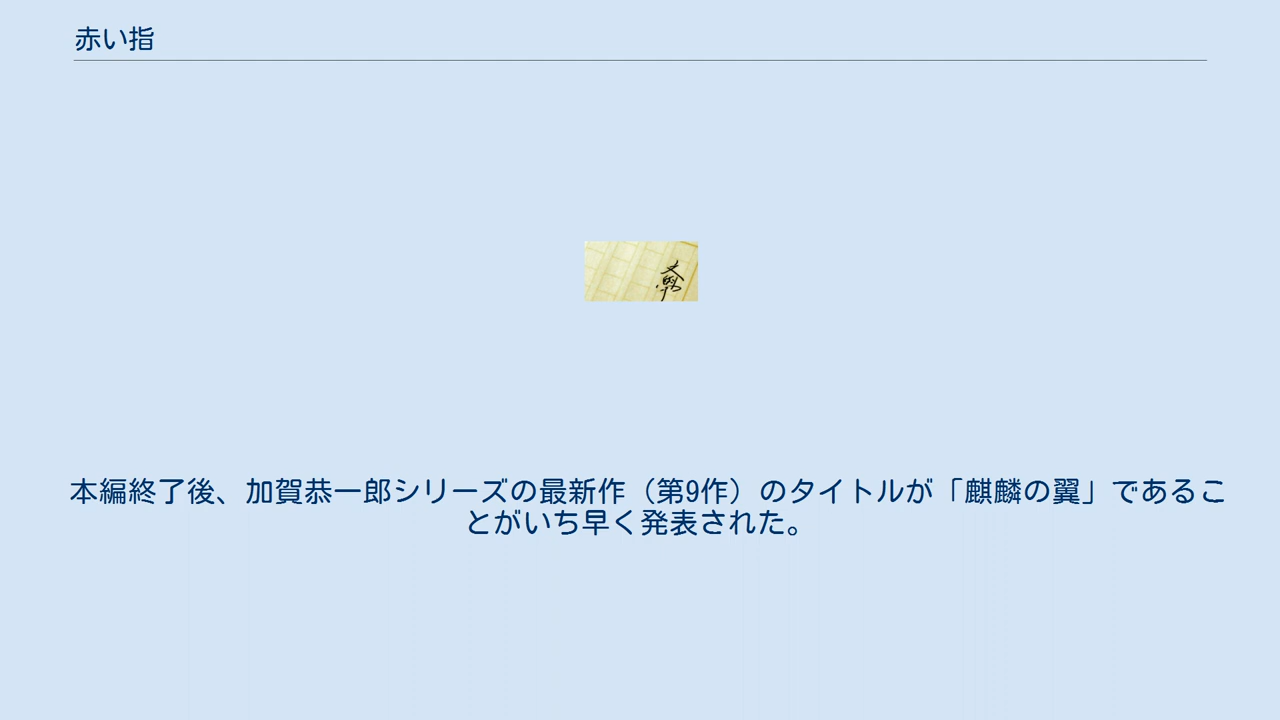 赤い指
本編終了後、加賀恭一郎シリーズの最新作（第9作）のタイトルが「麒麟の翼」であるこ
とがいち早く発表された。